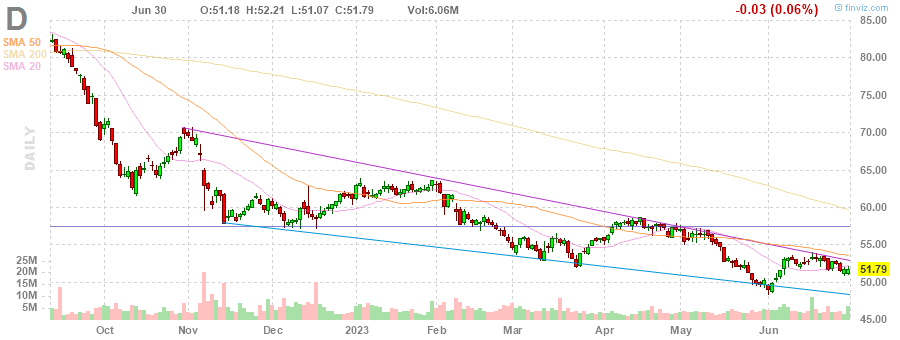 D Jun 30 O:51.18 H:52.21 L:51.07 C:51.79 Vol:6.06M -0.03 (0.06%) © finviz.com
SMA 50
SMA 200
SMA 20
DAILY
85.00
80.00
75.00
70.00
65.00
60.00
55.00
51.79
50.00
45.00
25M
20M
15M
10M
5M
Oct Nov Dec 2023 Feb Mar Apr May Jun